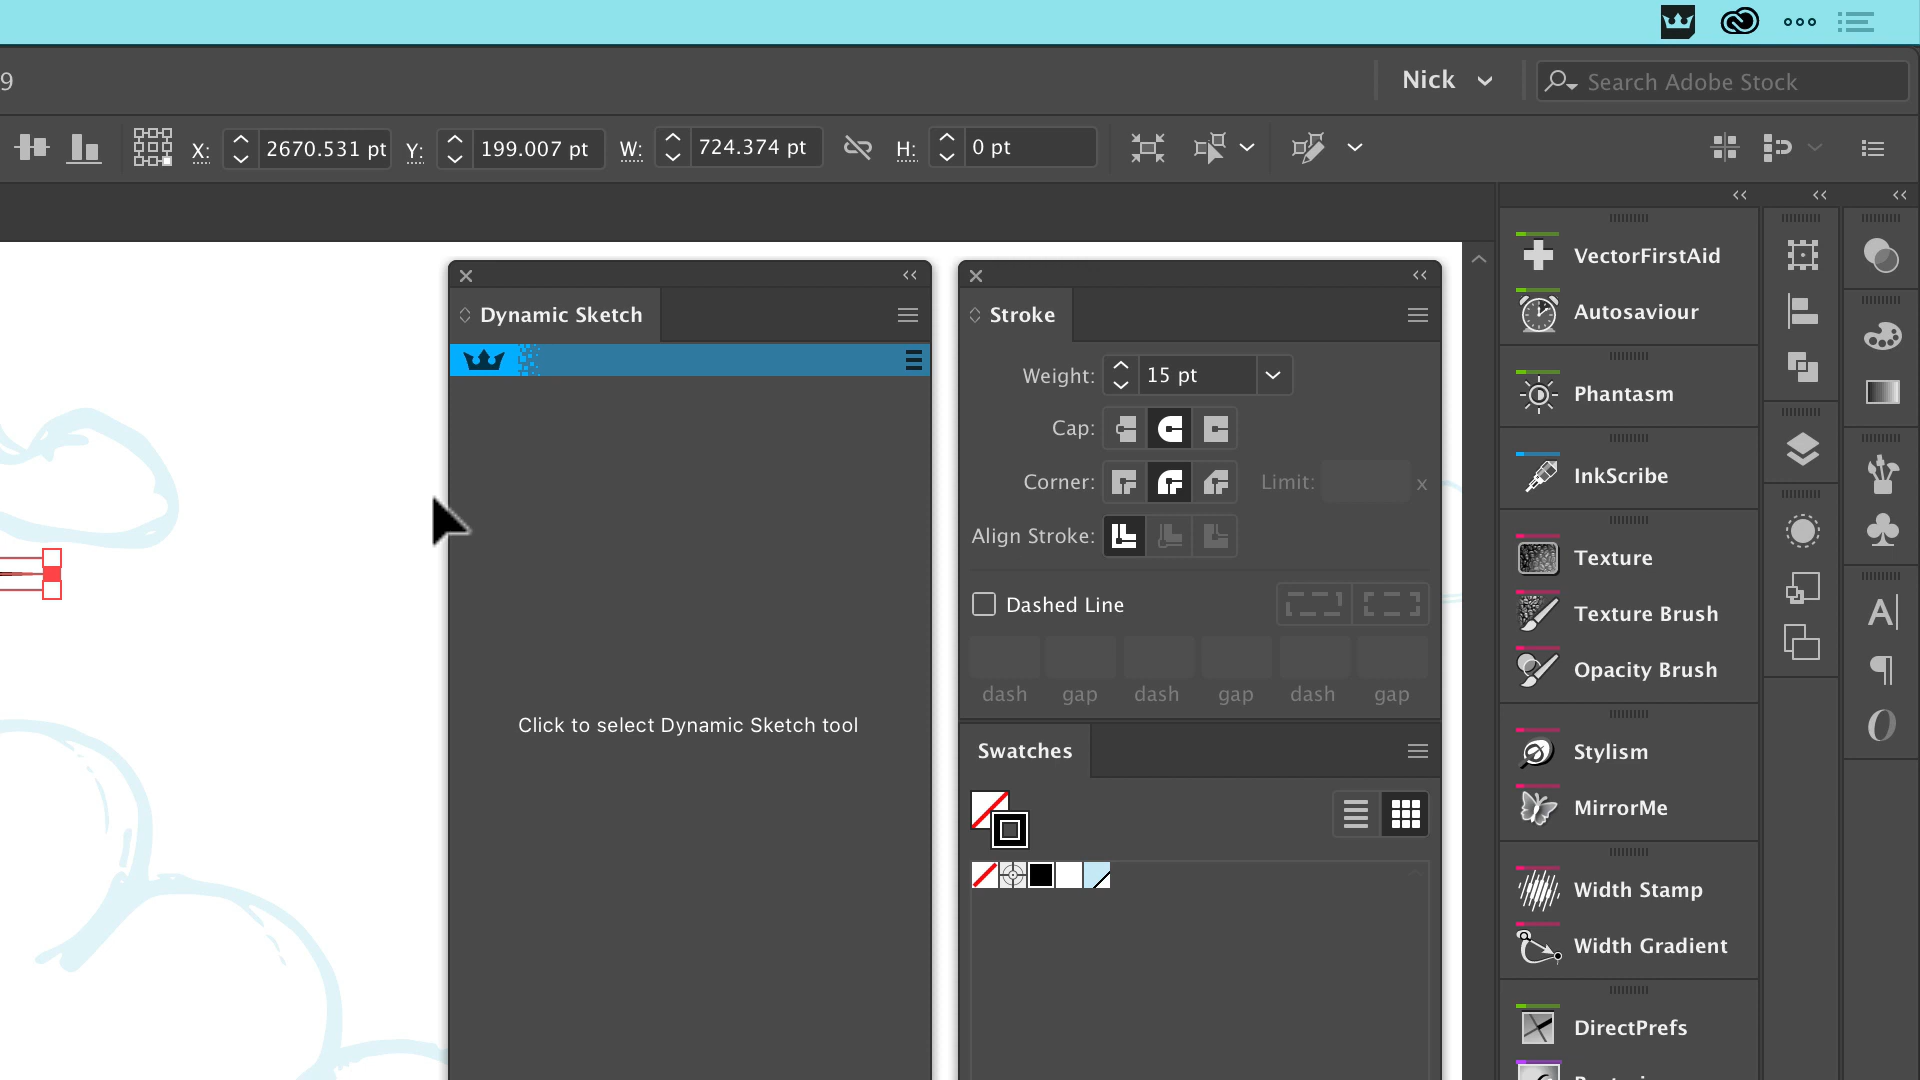 9
Nick
Search Adobe Stock
X: 2670.531 pt Y: 199.007 pt W: 724.374 pt H: 0 pt
Dynamic Sketch
Click to select Dynamic Sketch tool
Stroke
Weight: 15 pt
Cap:
Corner: Limit: x
Align Stroke:
Dashed Line
dash gap dash gap dash gap
Swatches
VectorFirstAid
Autosaviour
Phantasm
InkScribe
Texture
Texture Brush
Opacity Brush
Stylism
MirrorMe
Width Stamp
Width Gradient
DirectPrefs